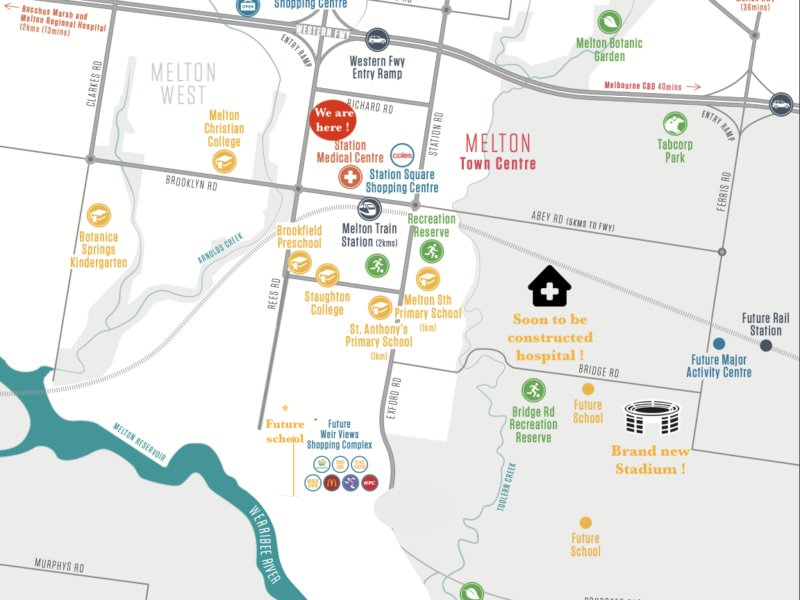 Shopping Centre
Bacchus Marsh and
Melton Regional Hospital
12kms (13mins)
(36mins)
WESTERN FWY
ENTRY RAMP
Western Fwy
Entry Ramp
Melton Botanic
Garden
Melbourne CBD 40mins
ENTRY RAMP
CLARKES RD
MELTON
WEST
RICHARD RD
We are
here !
Melton
Christian
College
STATION RD
MELTON
Town Centre
Tabcorp
Park
Station
Medical Centre
coles
Station Square
Shopping Centre
BROOKLYN RD
FERRIS RD
Melton Train
Station (2kms)
Recreation
Reserve
ABEY RD (5KMS TO FWY)
Botanica
Springs
Kindergarten
ARNOLDS CREEK
Brookfield
Preschool
REES RD
Staughton
College
Melton Sth
Primary School
(1km)
St. Anthony's
Primary School
(1km)
Soon to be
constructed
hospital !
Future Rail
Station
Future Major
Activity Centre
BRIDGE RD
EXFORD RD
Bridge Rd
Recreation
Reserve
Future
School
Brand new
Stadium !
*
Future
school
Future
Weir Views
Shopping Complex
KFC
MELTON RESERVOIR
TOOLERN CREEK
WERRIBEE RIVER
Future
School
MURPHYS RD